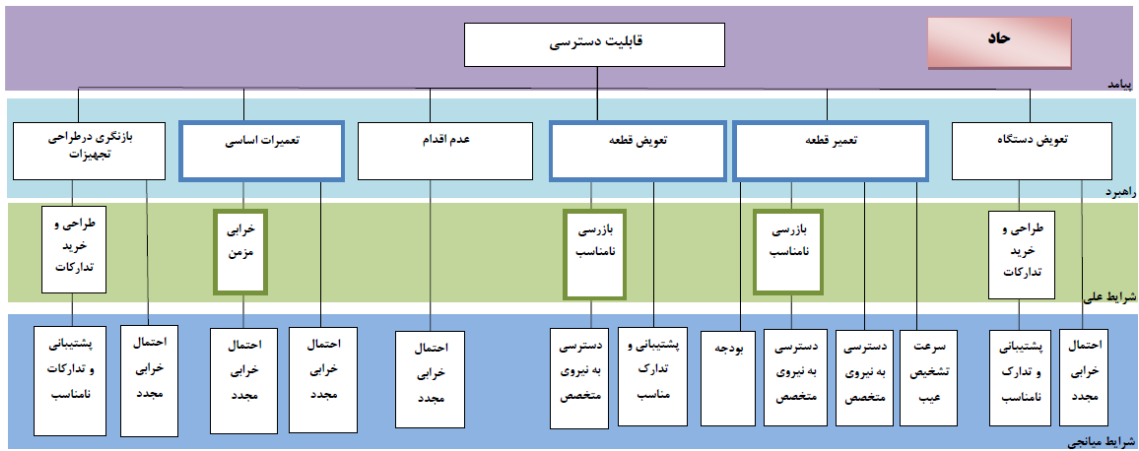 حاد
قابلیت دسترسی
پیامد
تعویض دستگاه
تعمیر قطعه
تعویض قطعه
عدم اقدام
تعمیرات اساسی
بازنگری درطراحی
تجهیزات
راهبرد
طراحی و
خرید
تدارکات
بازرسی
نامناسب
بازرسی
نامناسب
خرابی
مزمن
طراحی و
خرید
تدارکات
شرایط علی
احتمال
خرابی
مجدد
پشتیبانی
و تدارک
نامناسب
سرعت
تشخیص
عیب
دسترسی
به نیروی
متخصص
دسترسی
به نیروی
متخصص
بودجه
پشتیبانی و
تدارک
مناسب
دسترسی
به نیروی
متخصص
احتمال
خرابی
مجدد
احتمال
خرابی
مجدد
احتمال
خرابی
مجدد
احتمال
خرابی
مجدد
پشتیبانی
و تدارکات
نامناسب
شرایط میانجی